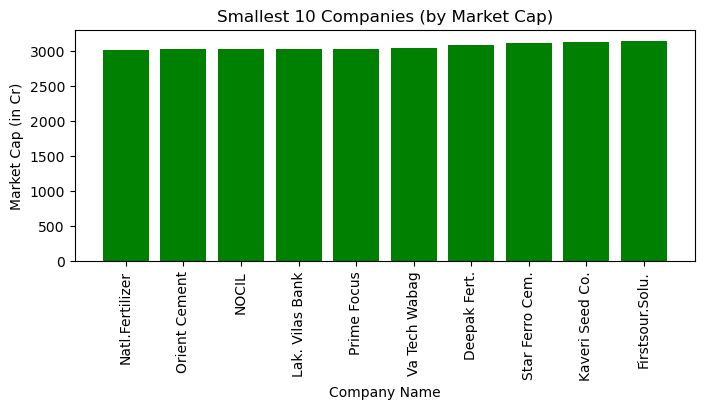 Smallest 10 Companies (by Market Cap)
Market Cap (in Cr)
3000
2500
2000
1500
1000
500
0
Natl.Fertilizer
Orient Cement
NOCIL
Lak. Vilas Bank
Prime Focus
Va Tech Wabag
Deepak Fert.
Star Ferro Cem.
Kaveri Seed Co.
Firstsour.Solu.
Company Name